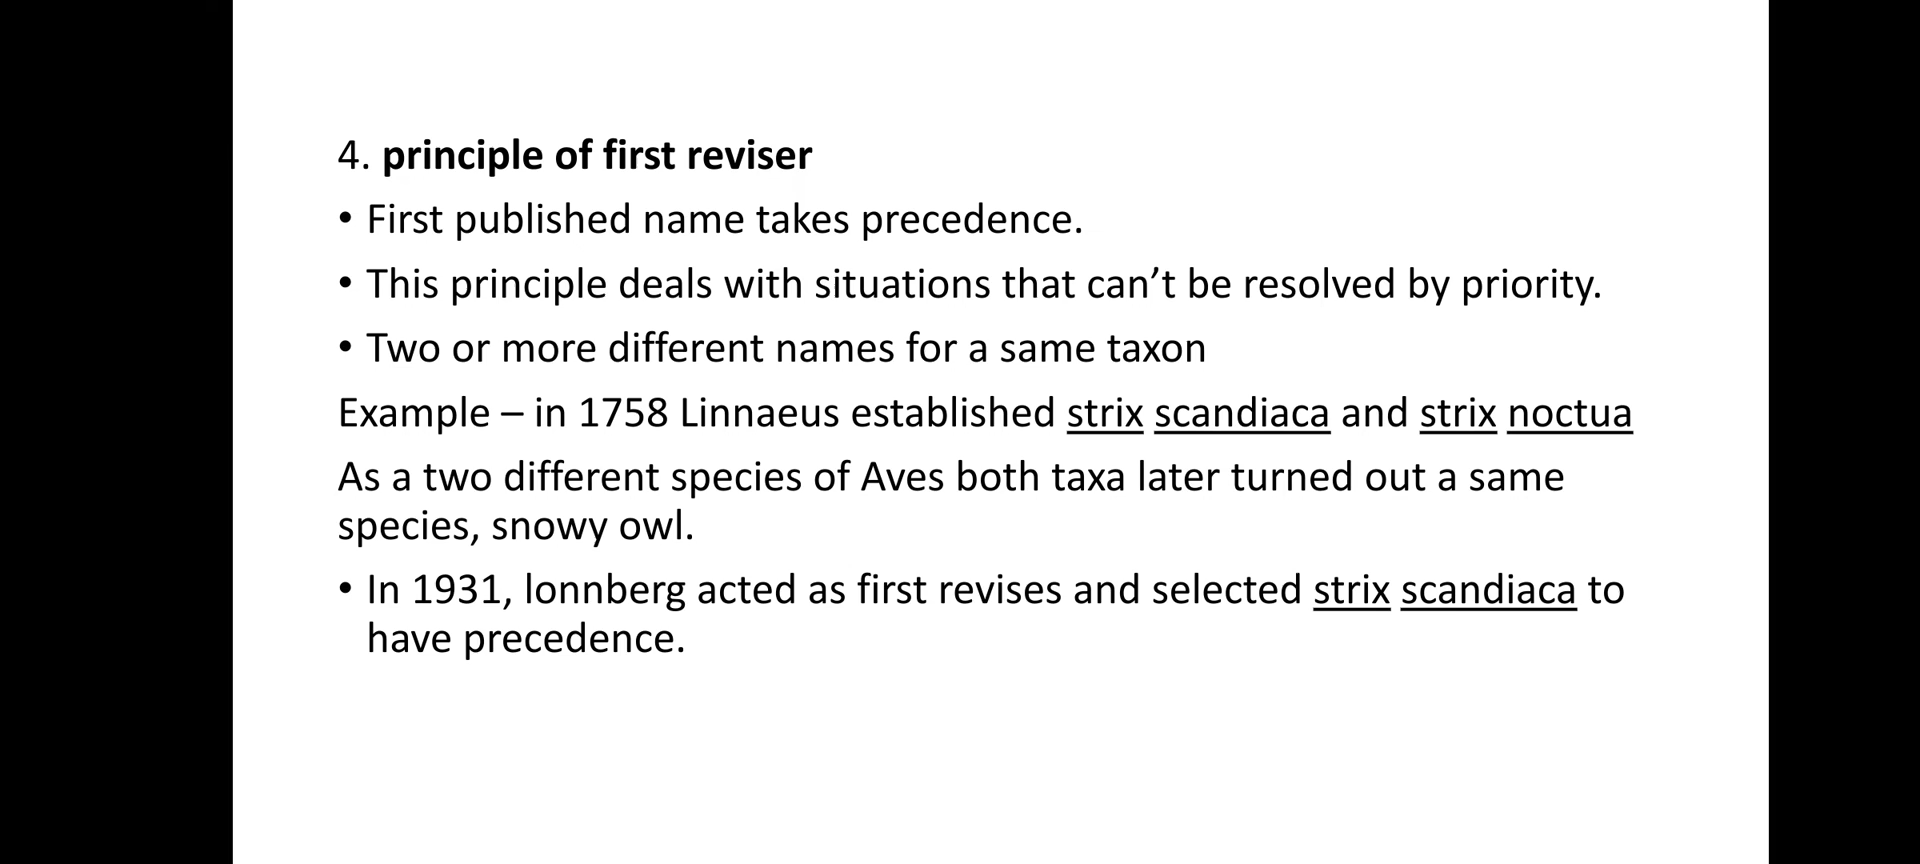 4. principle of first reviser
• First published name takes precedence.
• This principle deals with situations that can’t be resolved by priority.
• Two or more different names for a same taxon
Example – in 1758 Linnaeus established strix scandiaca and strix noctua
As a two different species of Aves both taxa later turned out a same
species, snowy owl.
• In 1931, lonnberg acted as first revises and selected strix scandiaca to
have precedence.